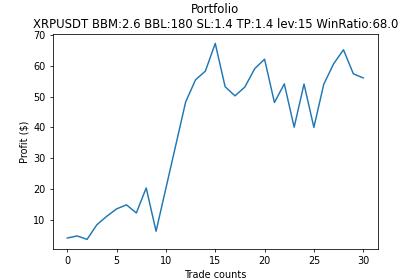 Portfolio
XRPUSDT BBM:2.6 BBL:180 SL:1.4 TP:1.4 lev:15 WinRatio:68.0
70
60
50
40
30
20
10
Profit ($)
0 5 10 15 20 25 30
Trade counts